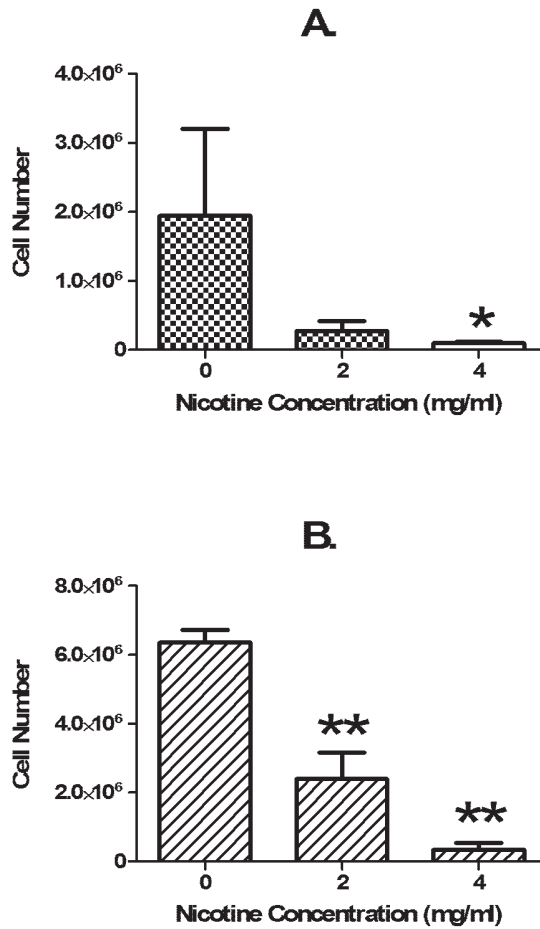 A.
4.0×10⁶
3.0×10⁶
2.0×10⁶
1.0×10⁶
0
Cell Number
*
0 2 4
Nicotine Concentration (mg/ml)
B.
8.0×10⁶
6.0×10⁶
4.0×10⁶
2.0×10⁶
0
Cell Number
**
**
0 2 4
Nicotine Concentration (mg/ml)